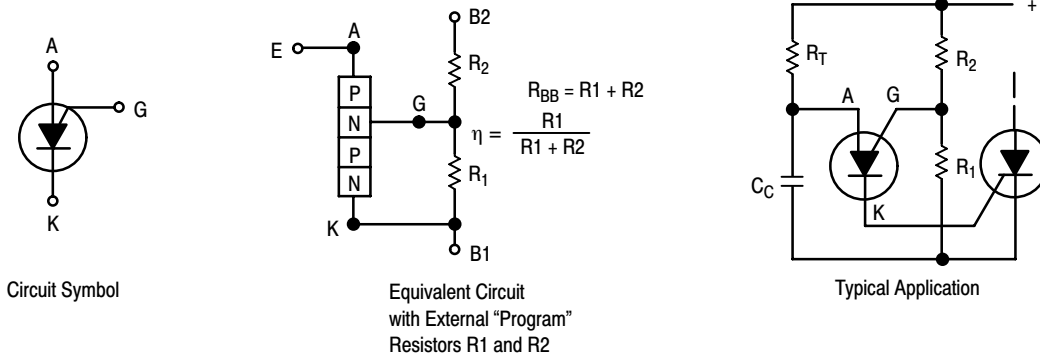 A
G
K
Circuit Symbol
B2
E
A
R2
P
N
P
N
G
RBB = R1 + R2
η = R1
R1 + R2
R1
K
B1
Equivalent Circuit
with External “Program”
Resistors R1 and R2
+
RT
R2
A
G
CC
R1
K
Typical Application